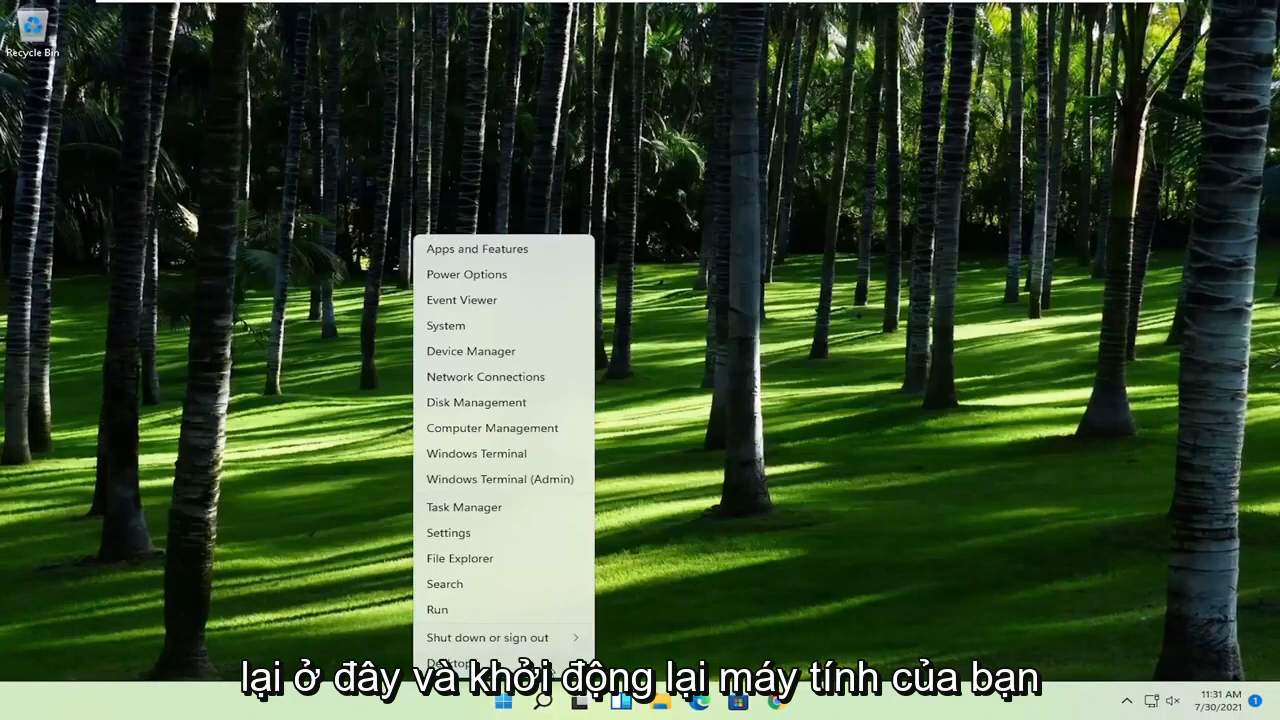 Recycle Bin
Apps and Features
Power Options
Event Viewer
System
Device Manager
Network Connections
Disk Management
Computer Management
Windows Terminal
Windows Terminal (Admin)
Task Manager
Settings
File Explorer
Search
Run
Shut down or sign out
Desktop
lại ở đây và khởi động lại máy tính của bạn
11:31 AM
7/30/2021
1